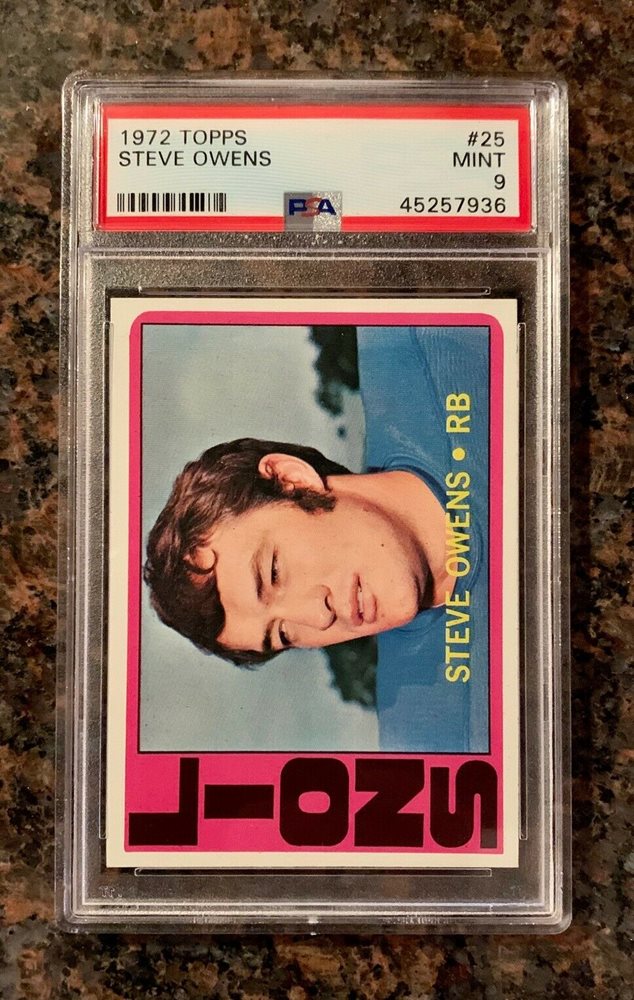 1972 TOPPS #25
STEVE OWENS MINT
9
PSA 45257936
LIONS
STEVE OWENS • RB